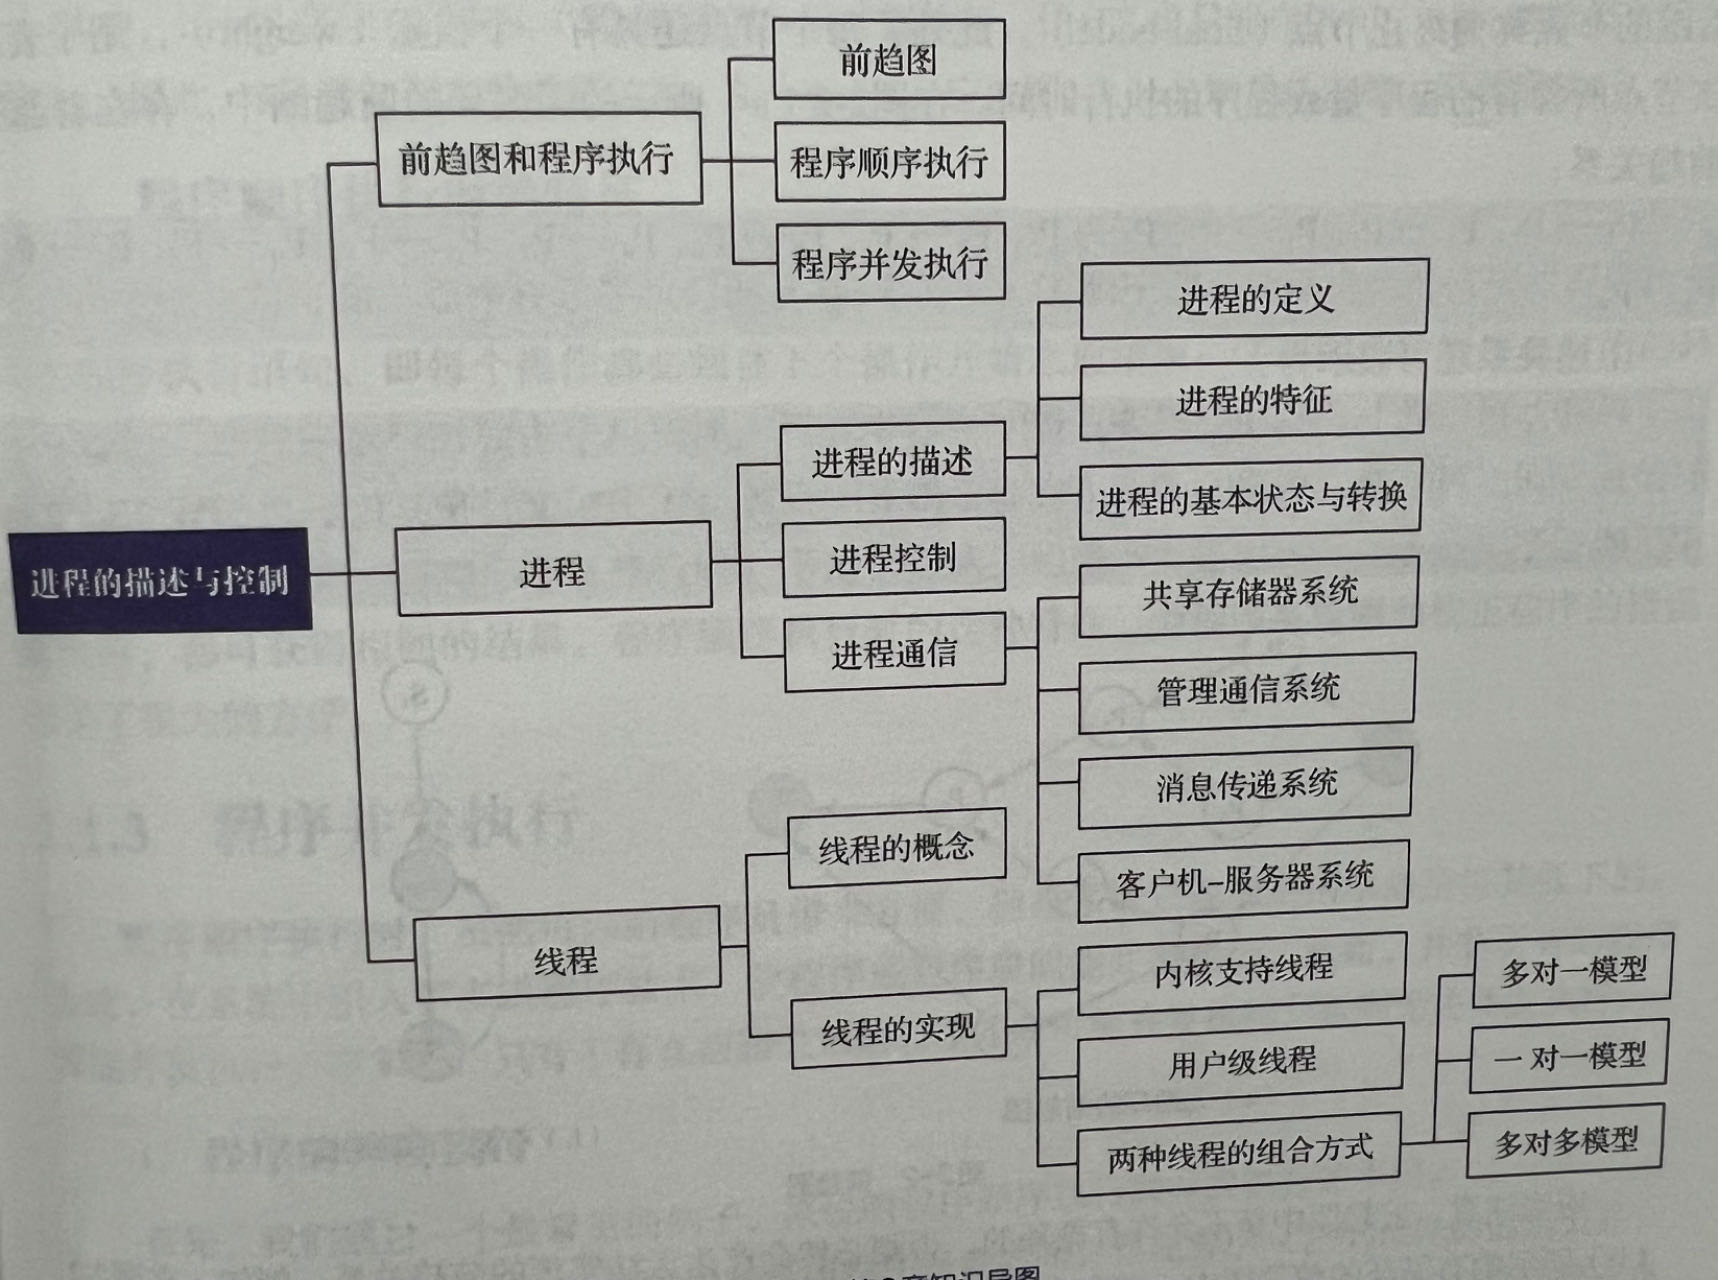 进程的描述与控制
前趋图和程序执行
前趋图
程序顺序执行
程序并发执行
进程
进程的描述
进程的定义
进程的特征
进程的基本状态与转换
进程控制
进程通信
共享存储器系统
管理通信系统
消息传递系统
客户机–服务器系统
线程
线程的概念
线程的实现
内核支持线程
用户级线程
两种线程的组合方式
多对一模型
一对一模型
多对多模型
章知识导图